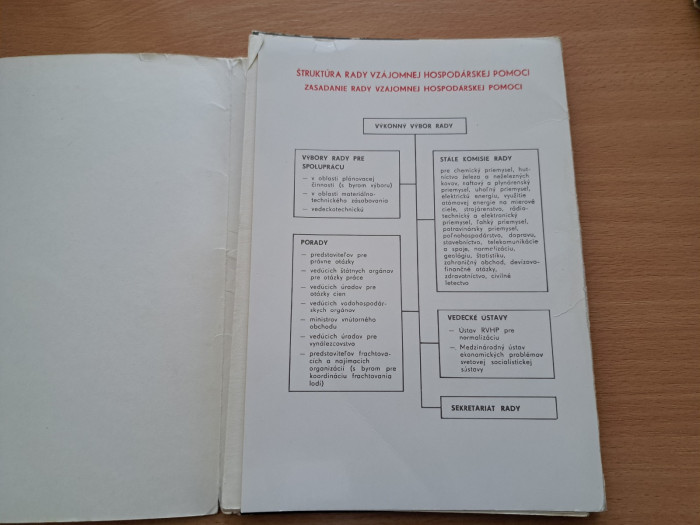 ŠTRUKTÚRA RADY VZÁJOMNEJ HOSPODÁRSKEJ POMOCI
ZASADANIE RADY VZÁJOMNEJ HOSPODÁRSKEJ POMOCI
VÝKONNÝ VÝBOR RADY
VÝBORY RADY PRE
SPOLUPRÁCU
— v oblasti plánovacej
činnosti (s byrom výboru)
— v oblasti materiálno-
technického zásobovania
— vedeckotechnickú
PORADY
— predstaviteľov pre
právne otázky
— vedúcich štátnych orgánov
pre otázky práce
— vedúcich úradov pre
otázky cien
— vedúcich vodohospodár-
skych orgánov
— ministrov vnútorného
obchodu
— vedúcich úradov pre
vynálezcovstvo
— predstaviteľov frachtova-
cích a najímacích
organizácií (s byrom pre
koordináciu frachtovania
lodí)
STÁLE KOMISIE RADY
pre chemický priemysel, hut-
níctvo železa a neželezných
kovov, naftový a plynárenský
priemysel, uhoľný priemysel,
elektrickú energiu, využitie
atómovej energie na mierové
ciele, strojárenstvo, rádio-
technický a elektronický
priemysel, ľahký priemysel,
potravinársky priemysel,
poľnohospodárstvo, dopravu,
stavebníctvo, telekomunikácie
a spoje, normalizáciu,
geológiu, štatistiku,
zahraničný obchod, devízovo-
finančné otázky,
zdravotníctvo, civilné
letectvo
VEDECKÉ ÚSTAVY
— Ústav RVHP pre
normalizáciu
— Medzinárodný ústav
ekonomických problémov
svetovej socialistickej
sústavy
SEKRETARIÁT RADY